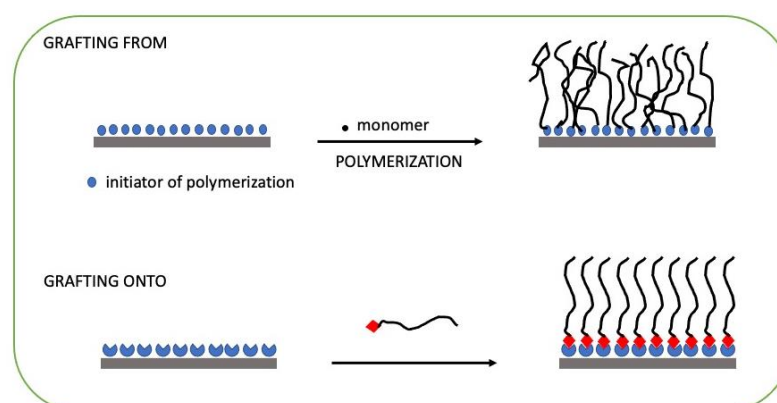 GRAFTING FROM
monomer
POLYMERIZATION
initiator of polymerization
GRAFTING ONTO